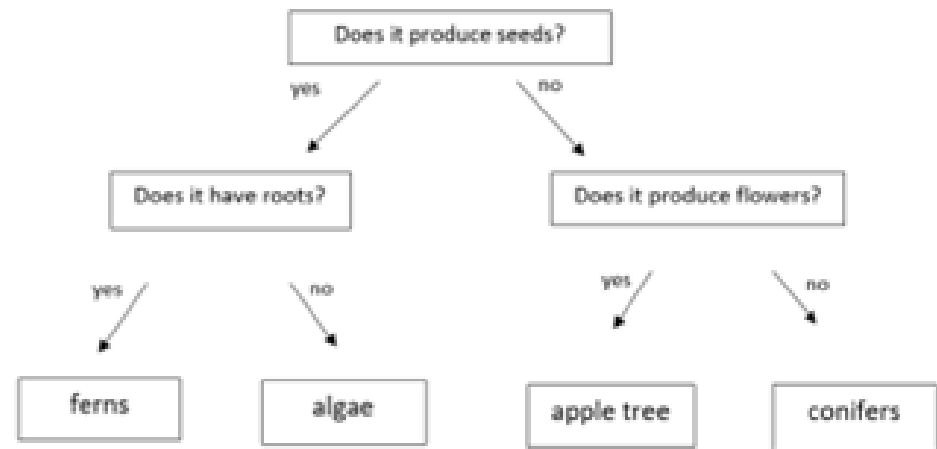 Does it produce seeds?
yes
no
Does it have roots?
Does it produce flowers?
yes
no
yes
no
ferns
algae
apple tree
conifers